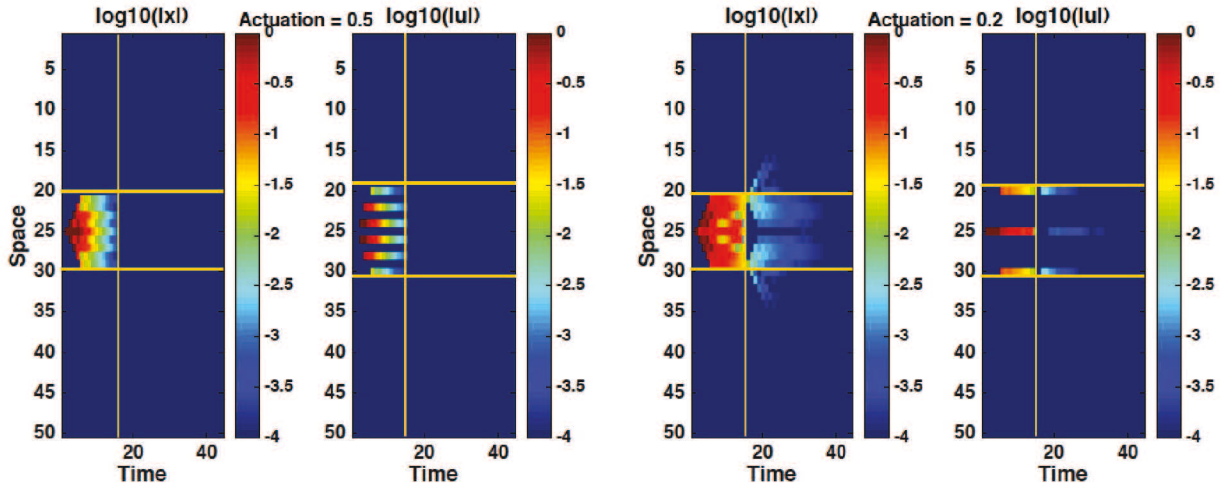 log10(|x|) Actuation = 0.5 log10(|u|) log10(|x|) Actuation = 0.2 log10(|u|)
0 0 0 0
5 -0.5 5 -0.5 5 -0.5 5 -0.5
10 10 10 10
-1 -1 -1 -1
15 15 15 15
20 -1.5 20 -1.5 20 -1.5 20 -1.5
Space 25 -2 25 -2 Space 25 -2 25 -2
30 -2.5 30 -2.5 30 -2.5 30 -2.5
35 35 35 35
-3 -3 -3 -3
40 40 40 40
45 -3.5 45 -3.5 45 -3.5 45 -3.5
50 -4 50 -4 50 -4 50 -4
20 40 20 40 20 40 20 40
Time Time Time Time